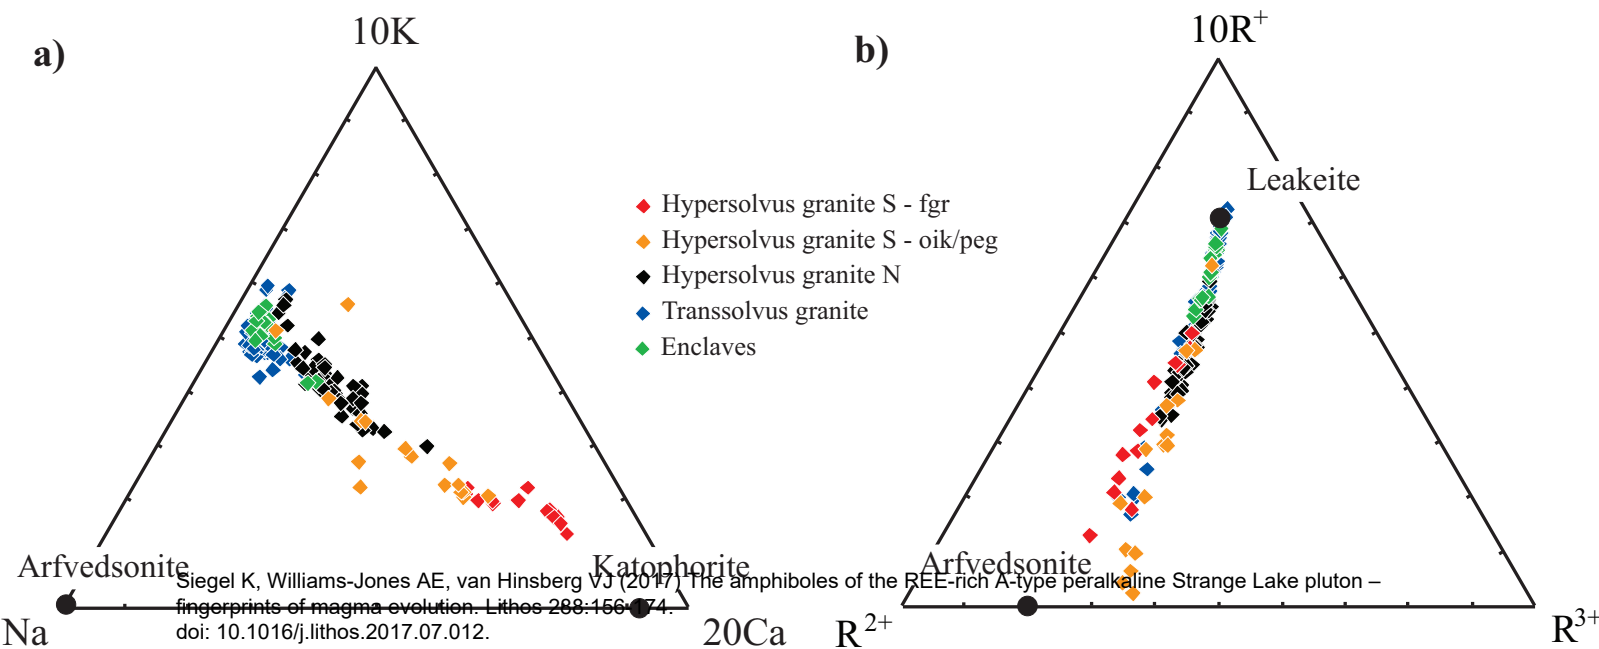 a)
10K
Hypersolvus granite S - fgr
Hypersolvus granite S - oik/peg
Hypersolvus granite N
Transsolvus granite
Enclaves
Arfvedsonite
Katophorite
Na
20Ca
b)
10R+
Leakeite
Arfvedsonite
R2+
R3+
Siegel K, Williams-Jones AE, van Hinsberg VJ (2017) The amphiboles of the REE-rich A-type peralkaline Strange Lake pluton –
fingerprints of magma evolution. Lithos 288:156-174.
doi: 10.1016/j.lithos.2017.07.012.